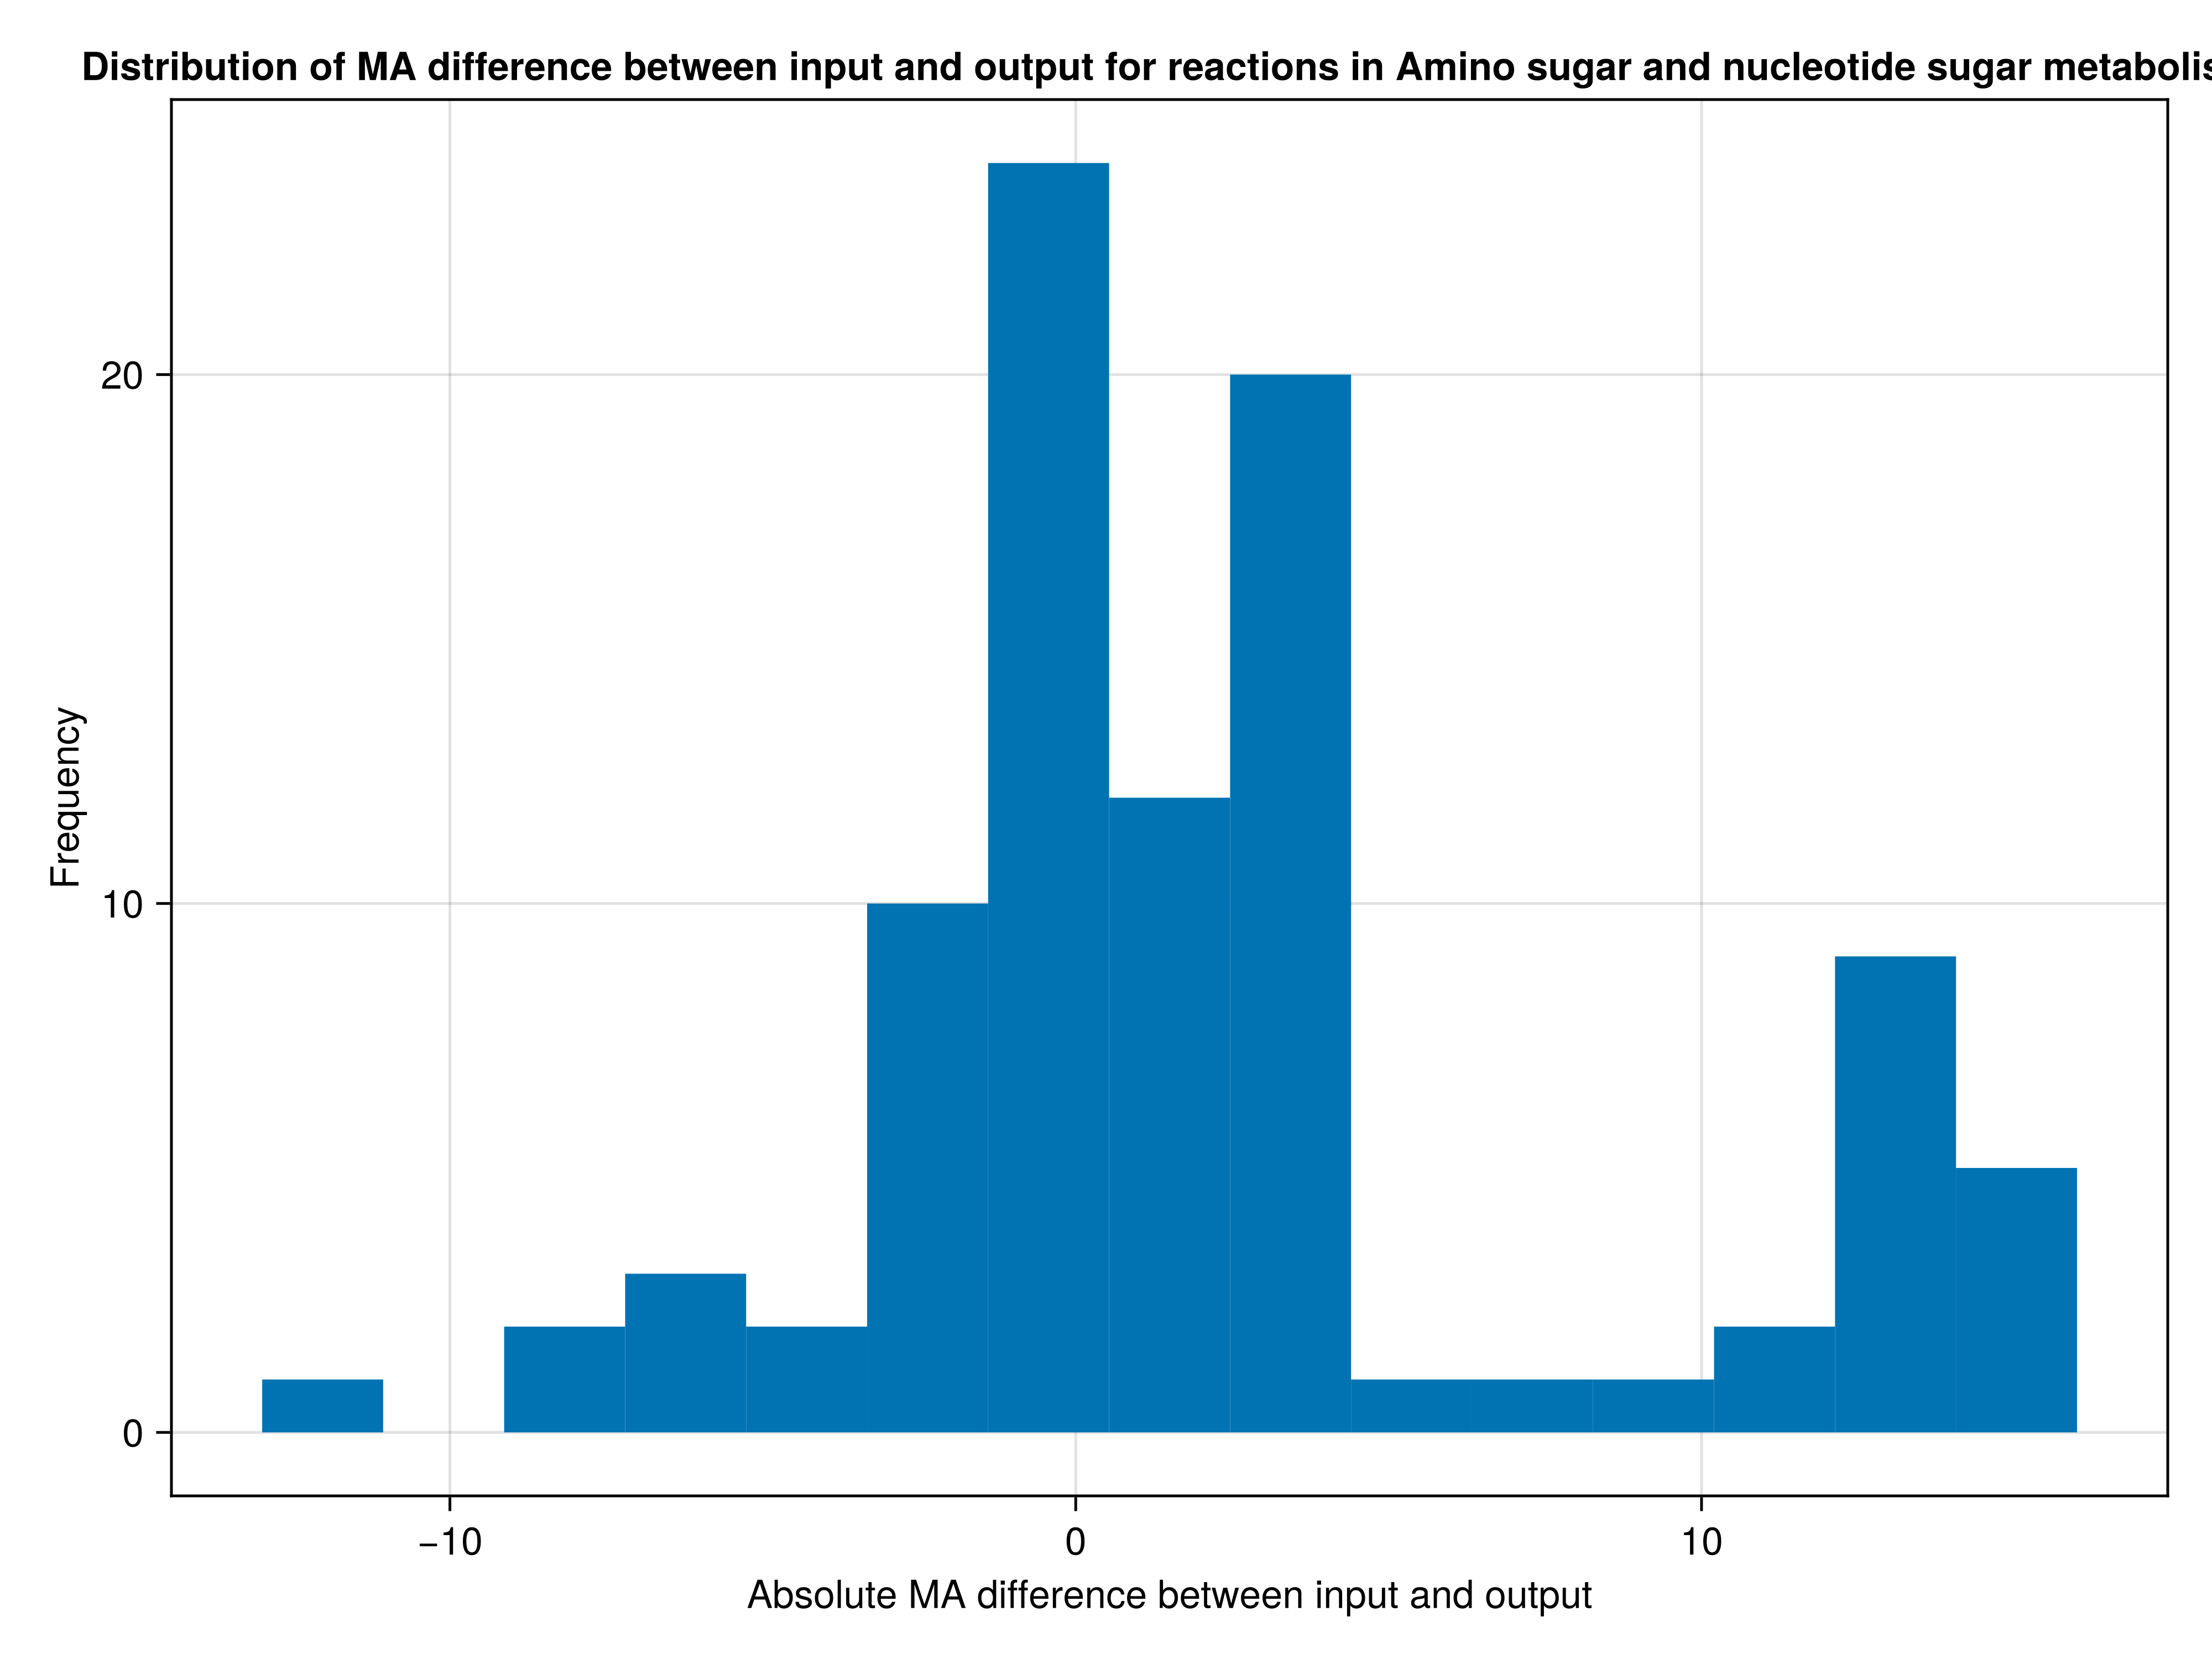 Distribution of MA difference between input and output for reactions in Amino sugar and nucleotide sugar metabolis
20
10
0
Frequency
−10
0
10
Absolute MA difference between input and output